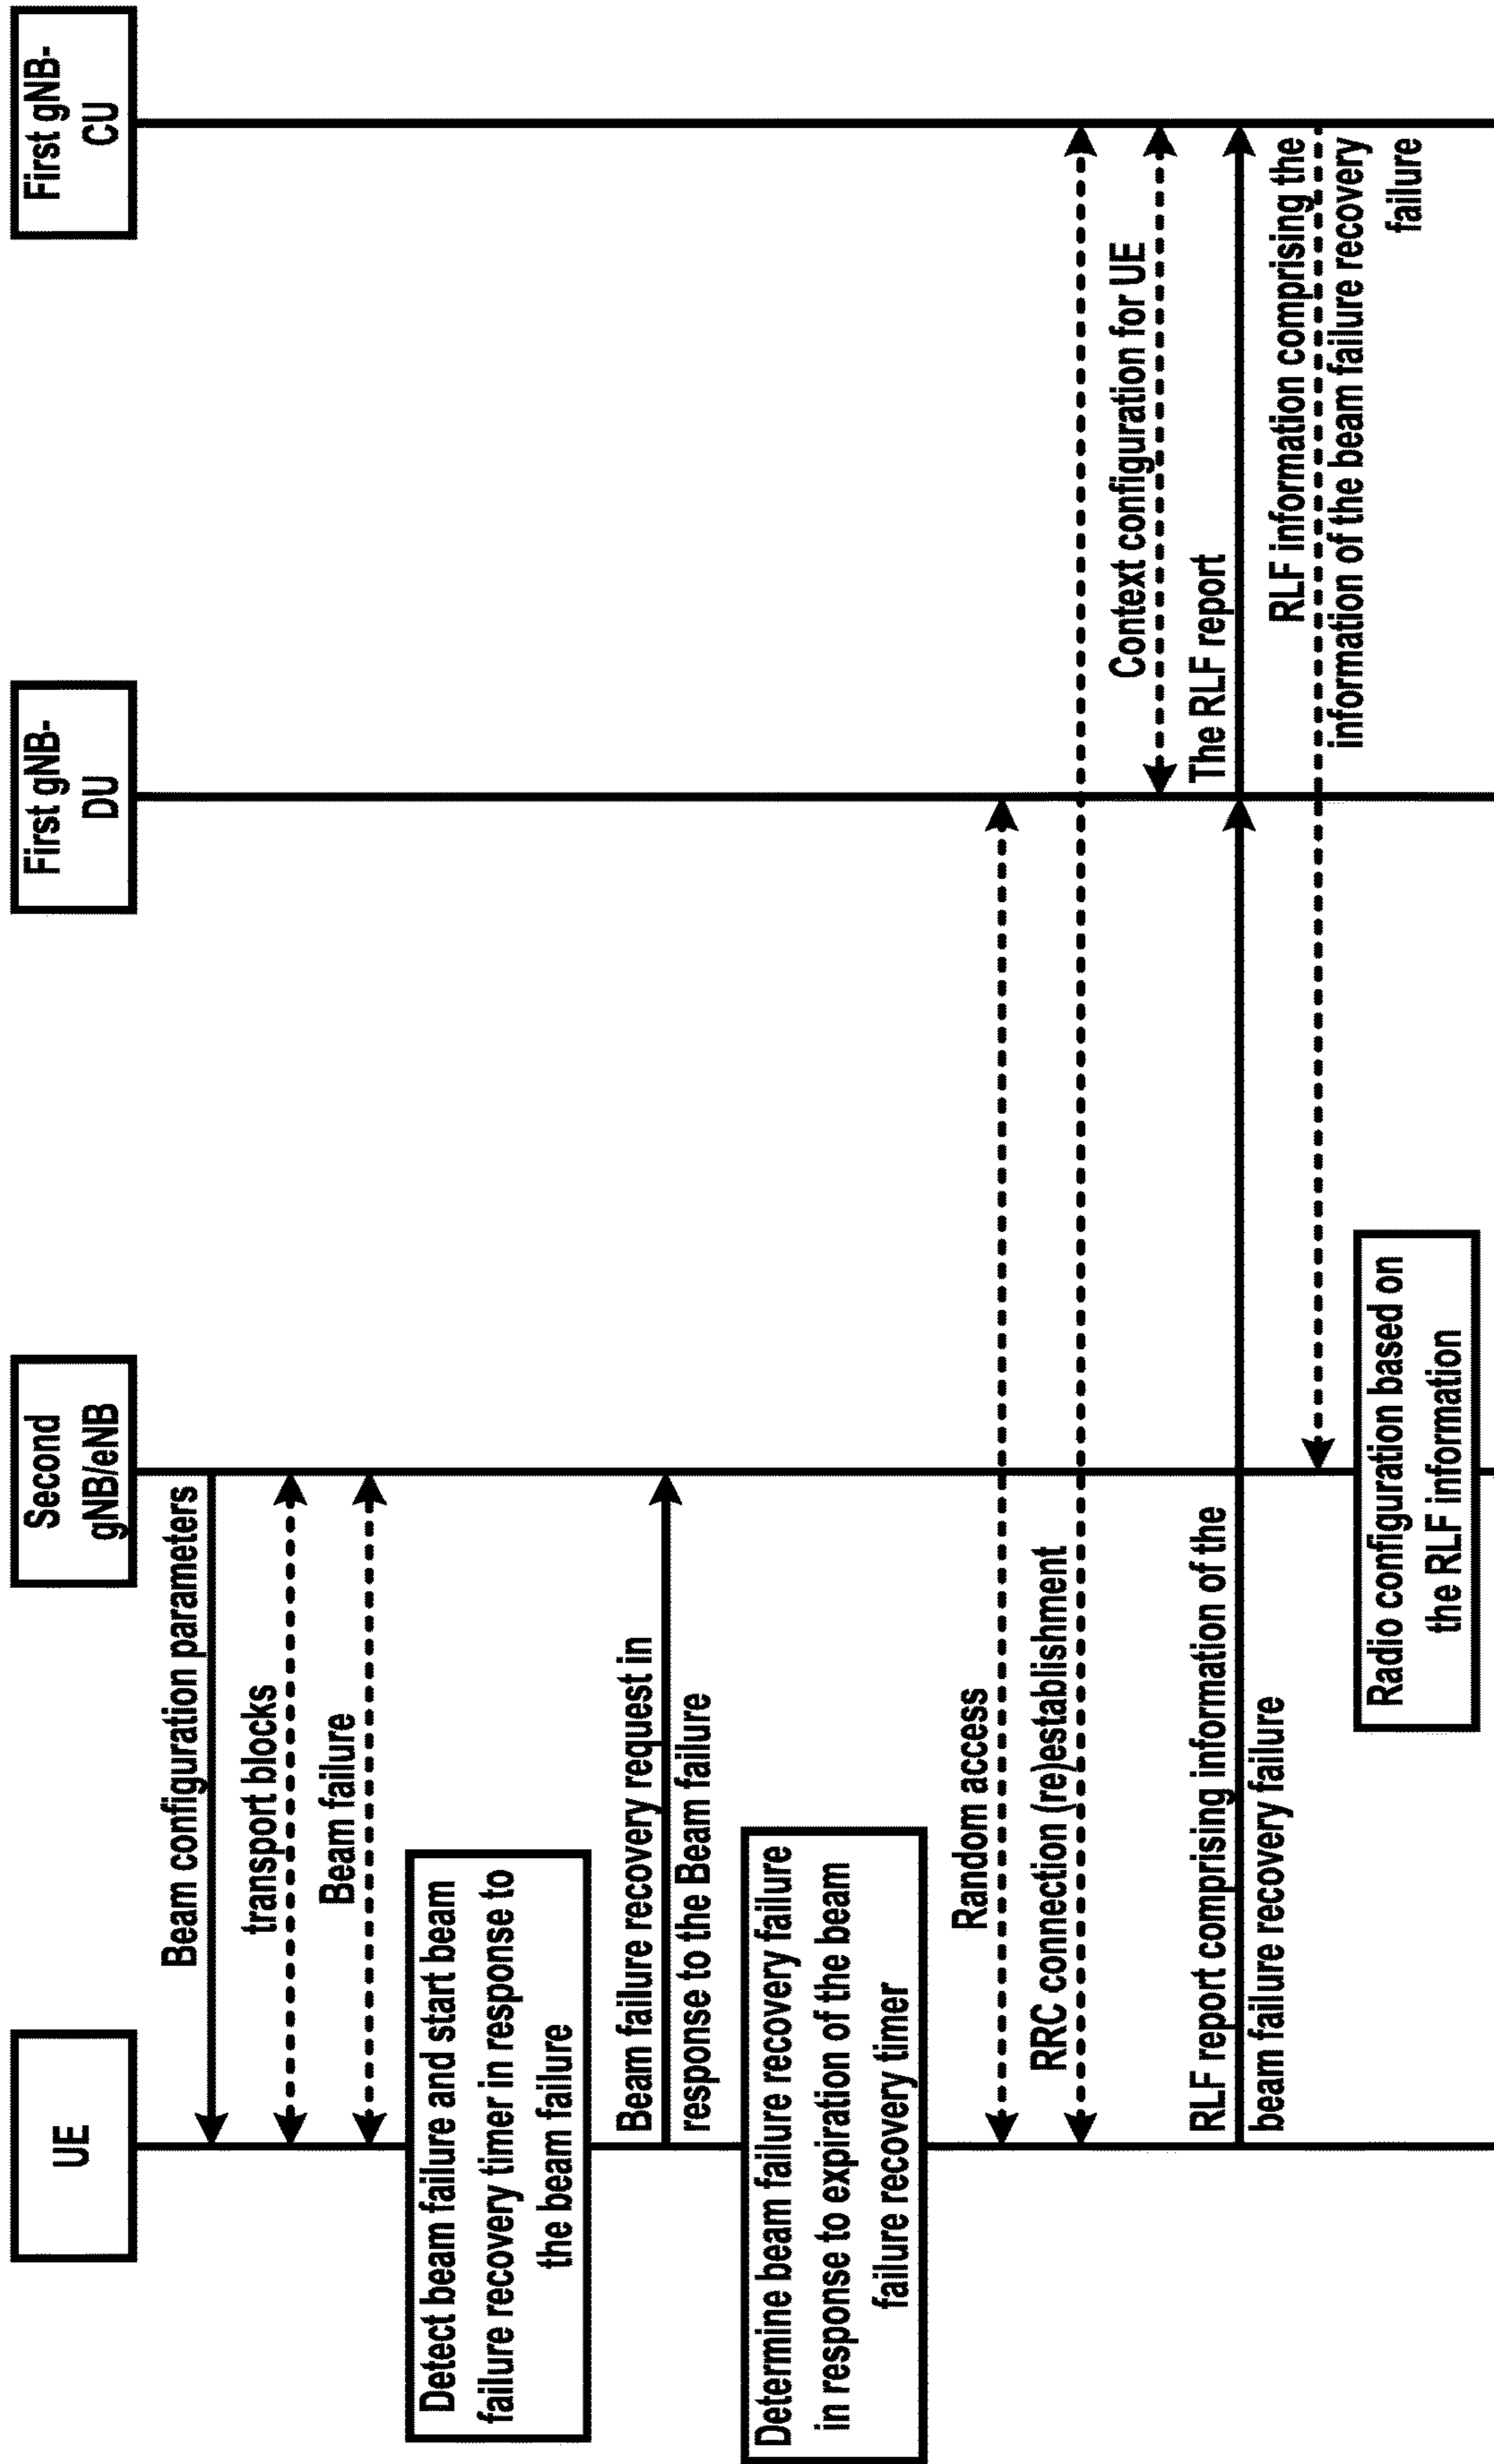 UE
Second
gNB/eNB
First gNB-
DU
First gNB-
CU
Beam configuration parameters
transport blocks
Beam failure
Detect beam failure and start beam
failure recovery timer in response to
the beam failure
Beam failure recovery request in
response to the Beam failure
Determine beam failure recovery failure
in response to expiration of the beam
failure recovery timer
Random access
RRC connection (re)establishment
Context configuration for UE
RLF report comprising information of the
beam failure recovery failure
The RLF report
RLF information comprising the
information of the beam failure recovery
failure
Radio configuration based on
the RLF information